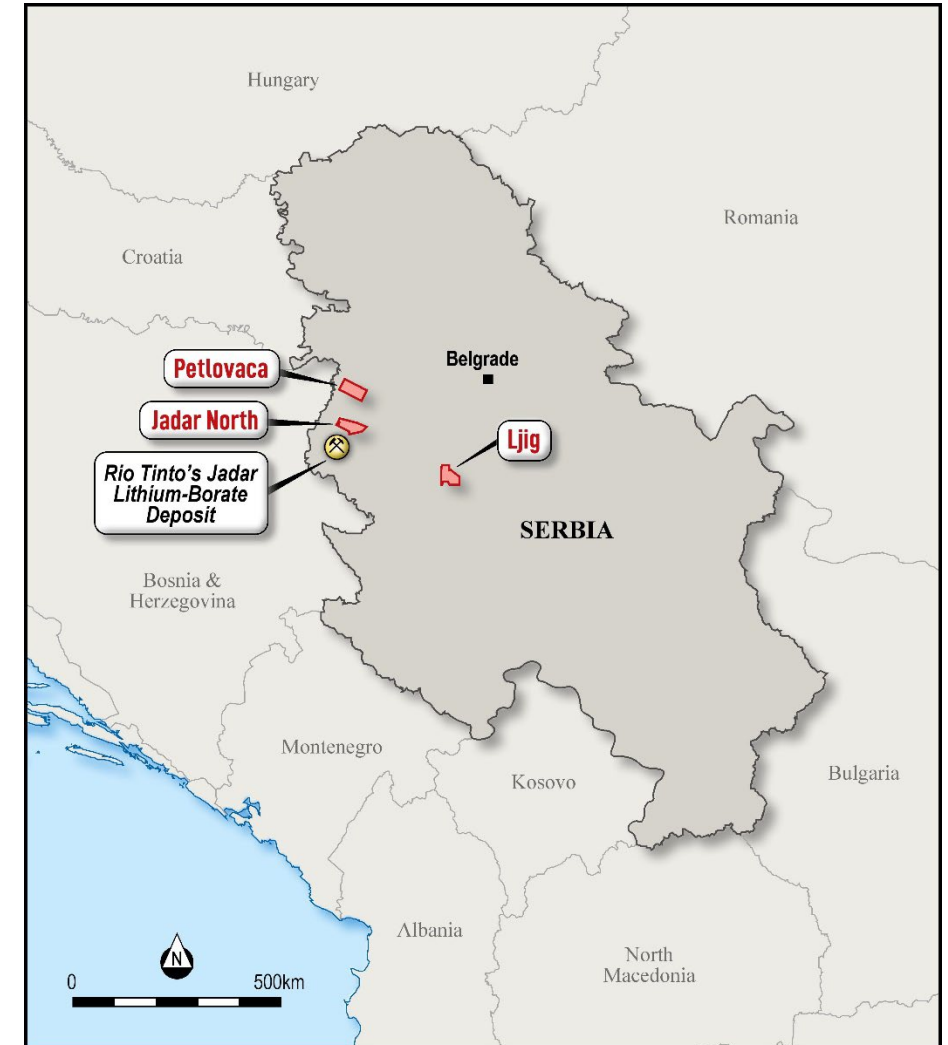 Hungary
Romania
Croatia
Belgrade
Petlovaca
Jadar North
Ljig
Rio Tinto's Jadar
Lithium-Borate
Deposit
SERBIA
Bosnia &
Herzegovina
Montenegro
Kosovo
Bulgaria
Albania
North
Macedonia
N
0 500km